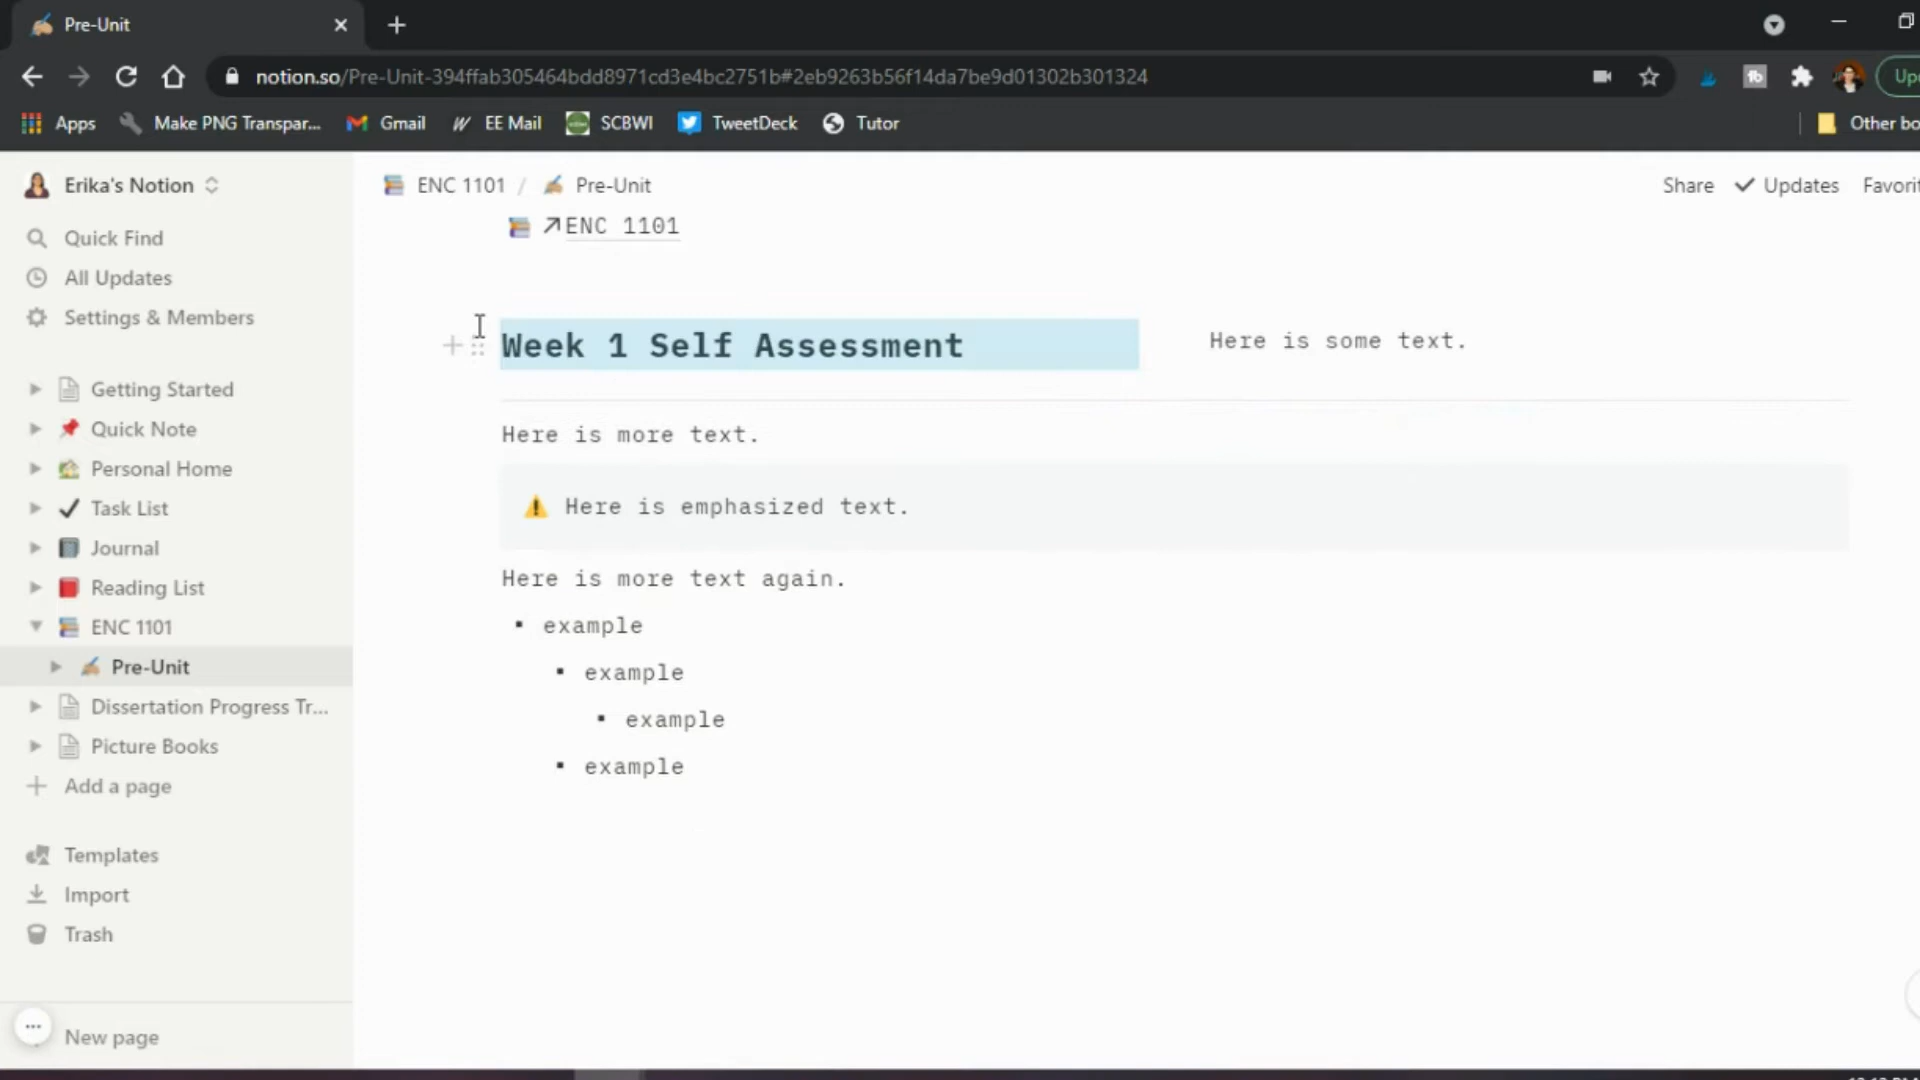 Pre-Unit
notion.so/Pre-Unit-394ffab305464bdd8971cd3e4bc2751b#2eb9263b56f14da7be9d01302b301324
Apps
Make PNG Transpar...
Gmail
EE Mail
SCBWI
TweetDeck
Tutor
Erika's Notion
Quick Find
All Updates
Settings & Members
Getting Started
Quick Note
Personal Home
Task List
Journal
Reading List
ENC 1101
Pre-Unit
Dissertation Progress Tr...
Picture Books
Add a page
Templates
Import
Trash
New page
ENC 1101 / Pre-Unit
Share Updates
ENC 1101
Week 1 Self Assessment
Here is some text.
Here is more text.
Here is emphasized text.
Here is more text again.
example
example
example
example